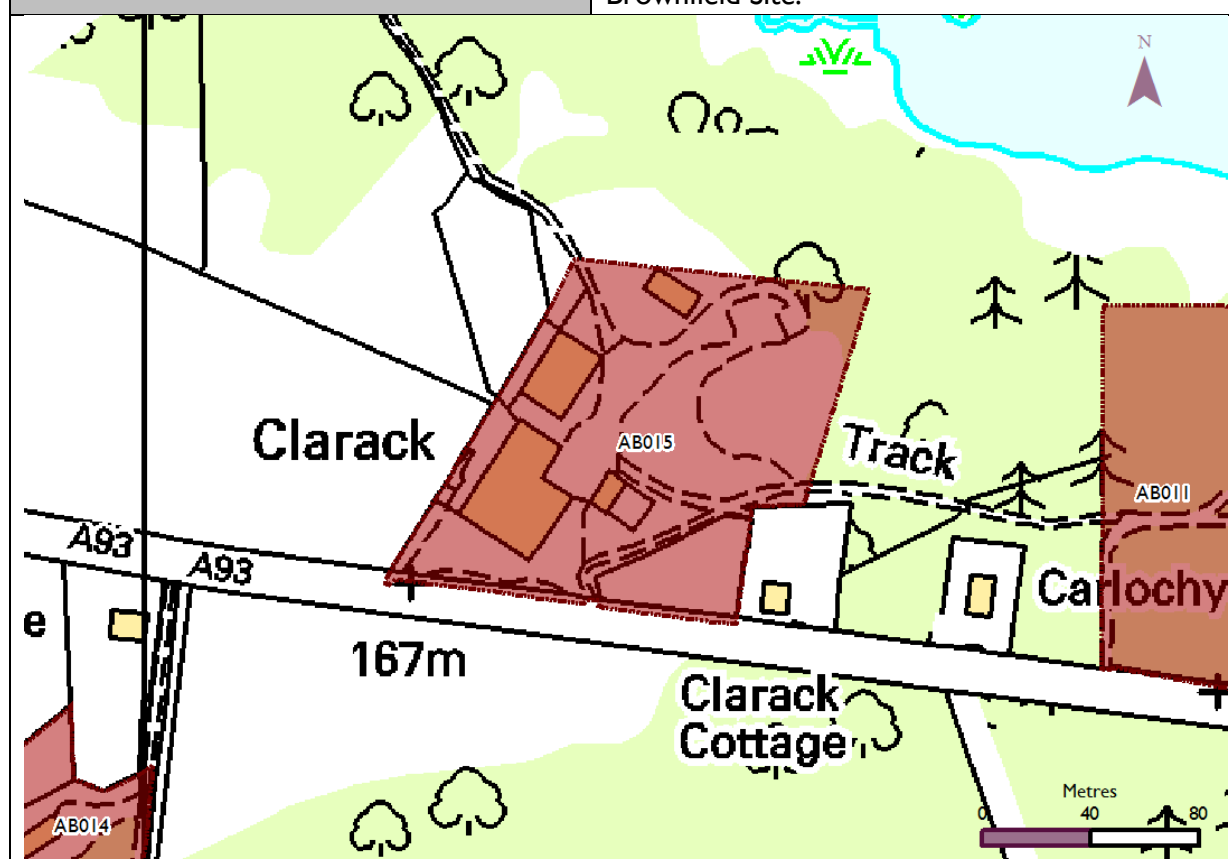 Brownfield Site.
N
Clarack
AB015
Track
AB011
A93
A93
Carlochy
e
167m
Clarack
Cottage
Metres
0 40 80
AB014